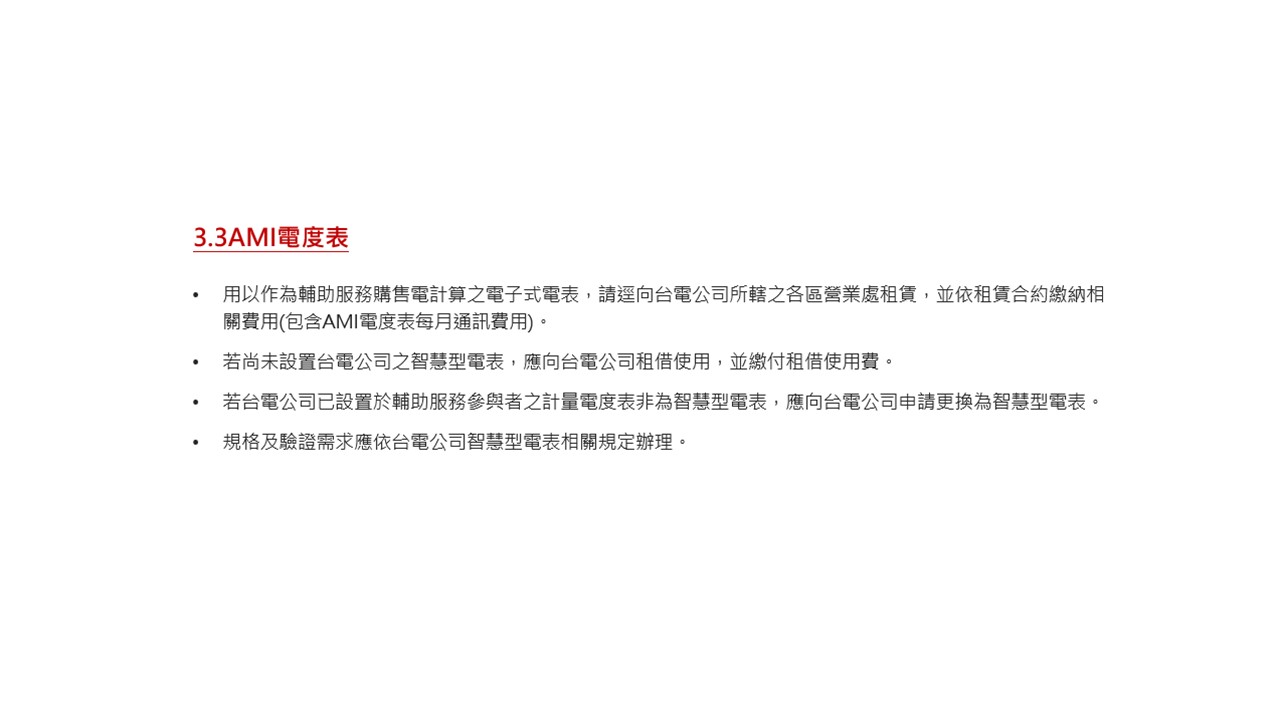 3.3AMI電度表
• 用以作為輔助服務購售電計算之電子式電表，請逕向台電公司所轄之各區營業處租賃，並依租賃合約繳納相
關費用(包含AMI電度表每月通訊費用)。
• 若尚未設置台電公司之智慧型電表，應向台電公司租借使用，並繳付租借使用費。
• 若台電公司已設置於輔助服務參與者之計量電度表非為智慧型電表，應向台電公司申請更換為智慧型電表。
• 規格及驗證需求應依台電公司智慧型電表相關規定辦理。